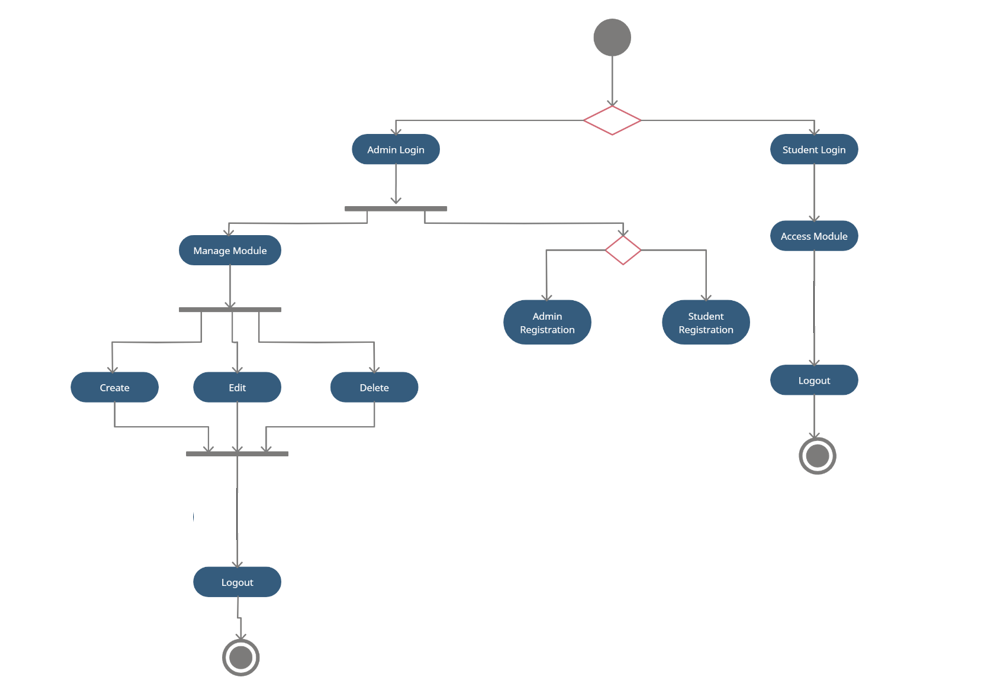 Admin Login
Student Login
Manage Module
Access Module
Admin
Registration
Student
Registration
Create
Edit
Delete
Logout
Logout